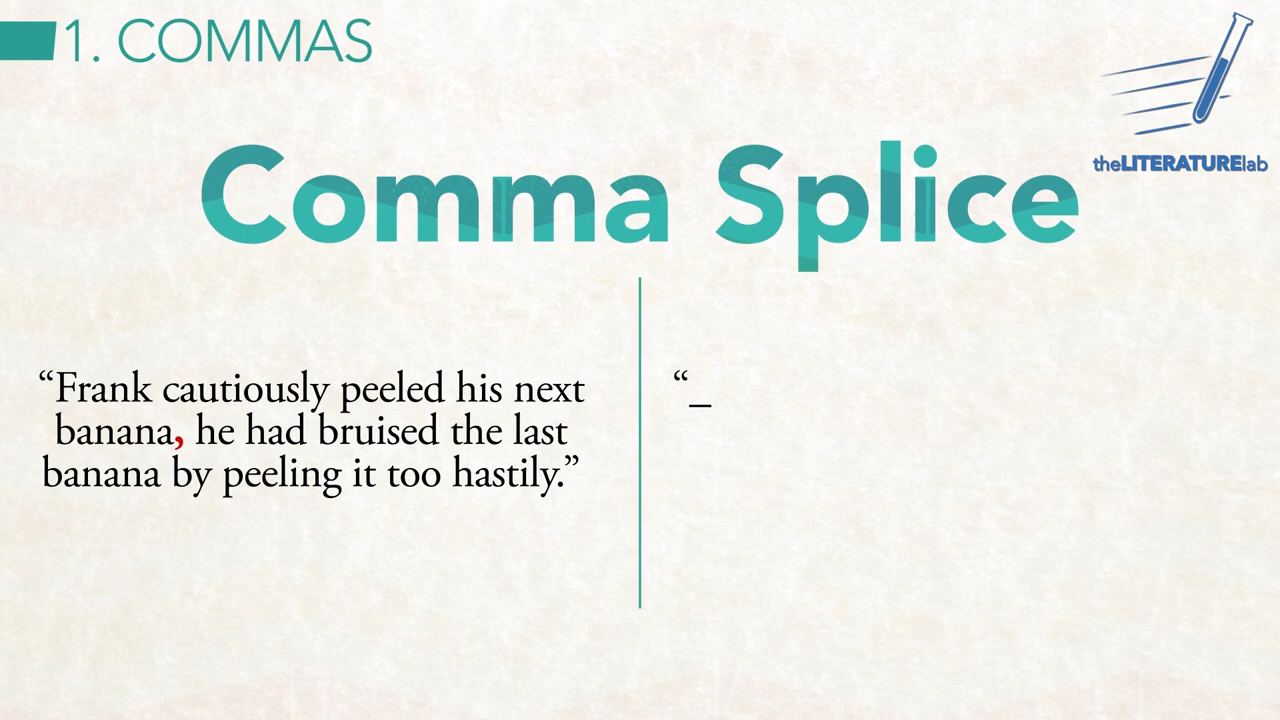 1. COMMAS
theLITERATURElab
Comma Splice
“Frank cautiously peeled his next
banana, he had bruised the last
banana by peeling it too hastily.”
“_